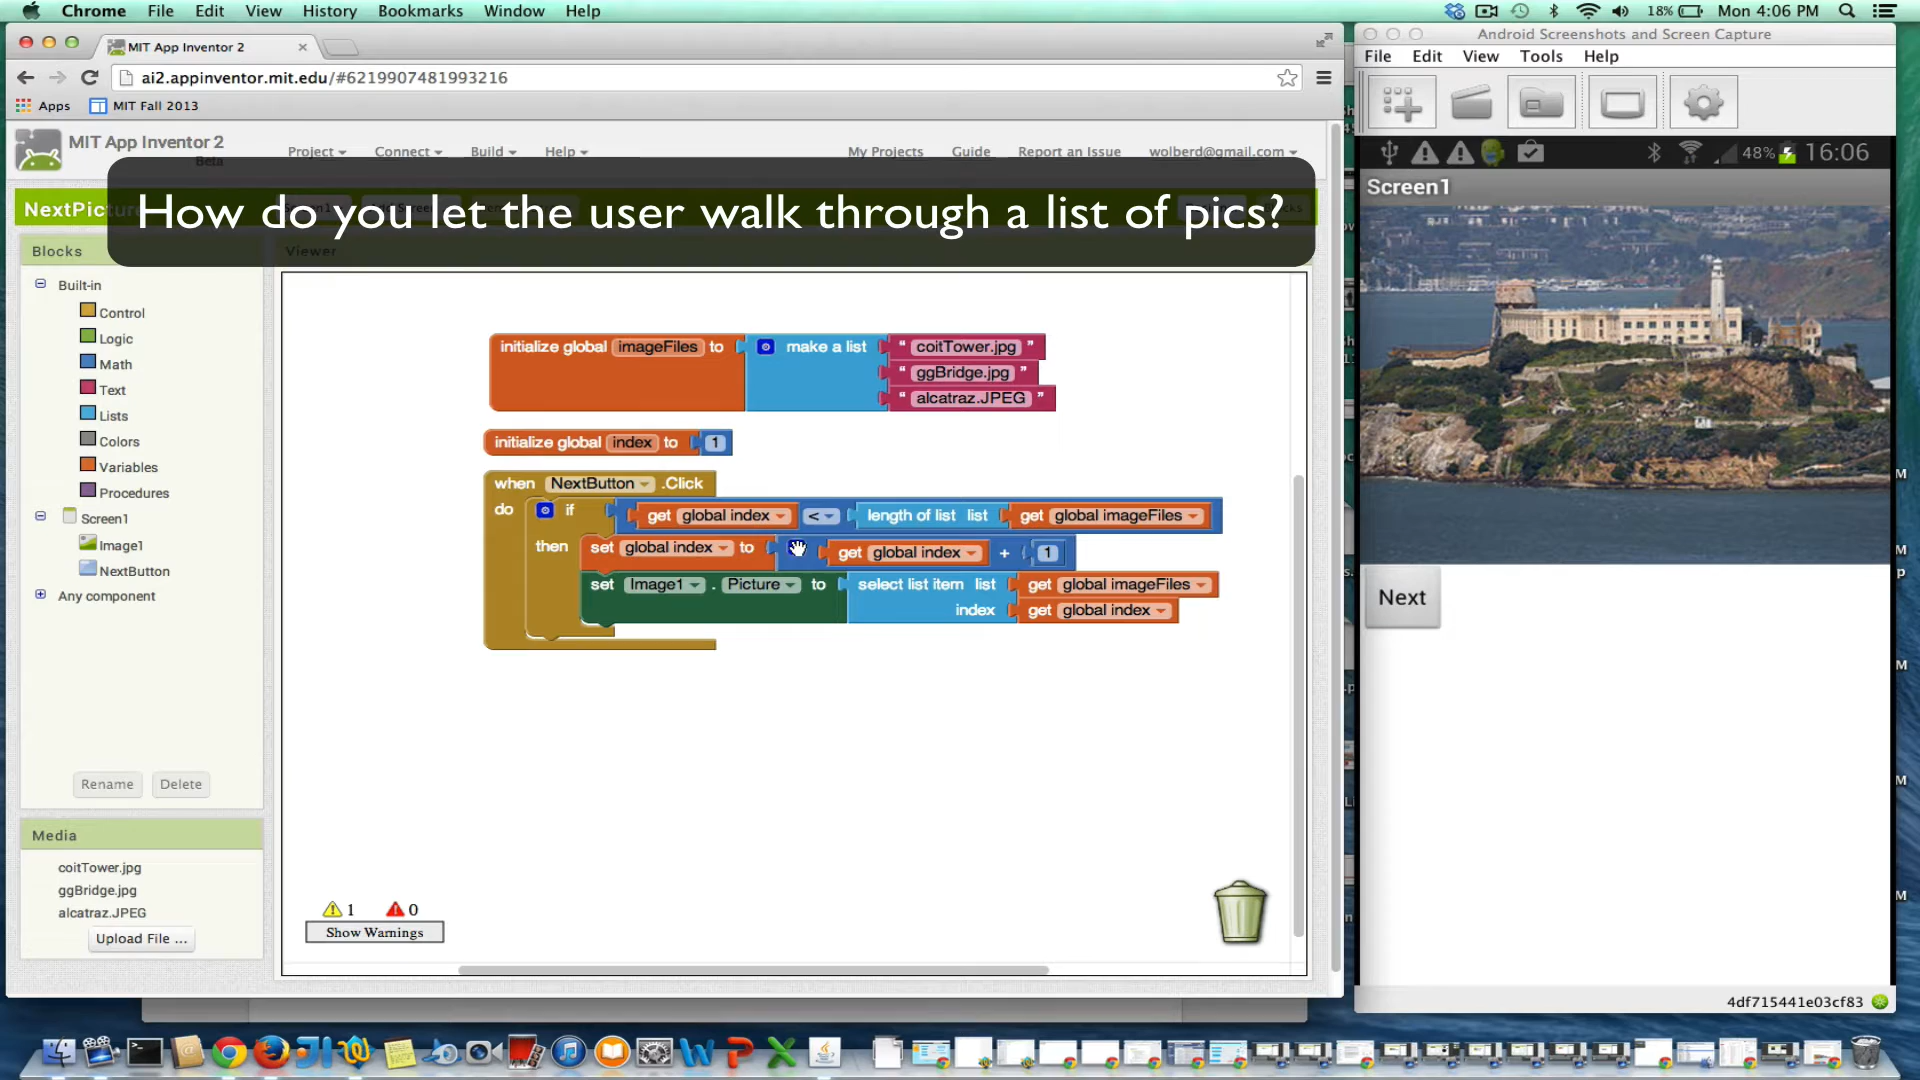 Chrome File Edit View History Bookmarks Window Help
18% Mon 4:06 PM
MIT App Inventor 2
ai2.appinventor.mit.edu/#6219907481993216
Apps MIT Fall 2013
MIT App Inventor 2
Beta
Project Connect Build Help My Projects Guide Report an Issue wolberd@gmail.com
NextPicture
How do you let the user walk through a list of pics?
Blocks
Viewer
Built-in
Control
Logic
Math
Text
Lists
Colors
Variables
Procedures
Screen1
Image1
NextButton
Any component
Rename Delete
Media
coitTower.jpg
ggBridge.jpg
alcatraz.JPEG
Upload File ...
initialize global imageFiles to make a list " coitTower.jpg "
" ggBridge.jpg "
" alcatraz.JPEG "
initialize global index to 1
when NextButton .Click
do if get global index < length of list list get global imageFiles
then set global index to get global index + 1
set Image1 . Picture to select list item list get global imageFiles
index get global index
1 0
Show Warnings
Android Screenshots and Screen Capture
File Edit View Tools Help
48% 16:06
Screen1
Next
4df715441e03cf83